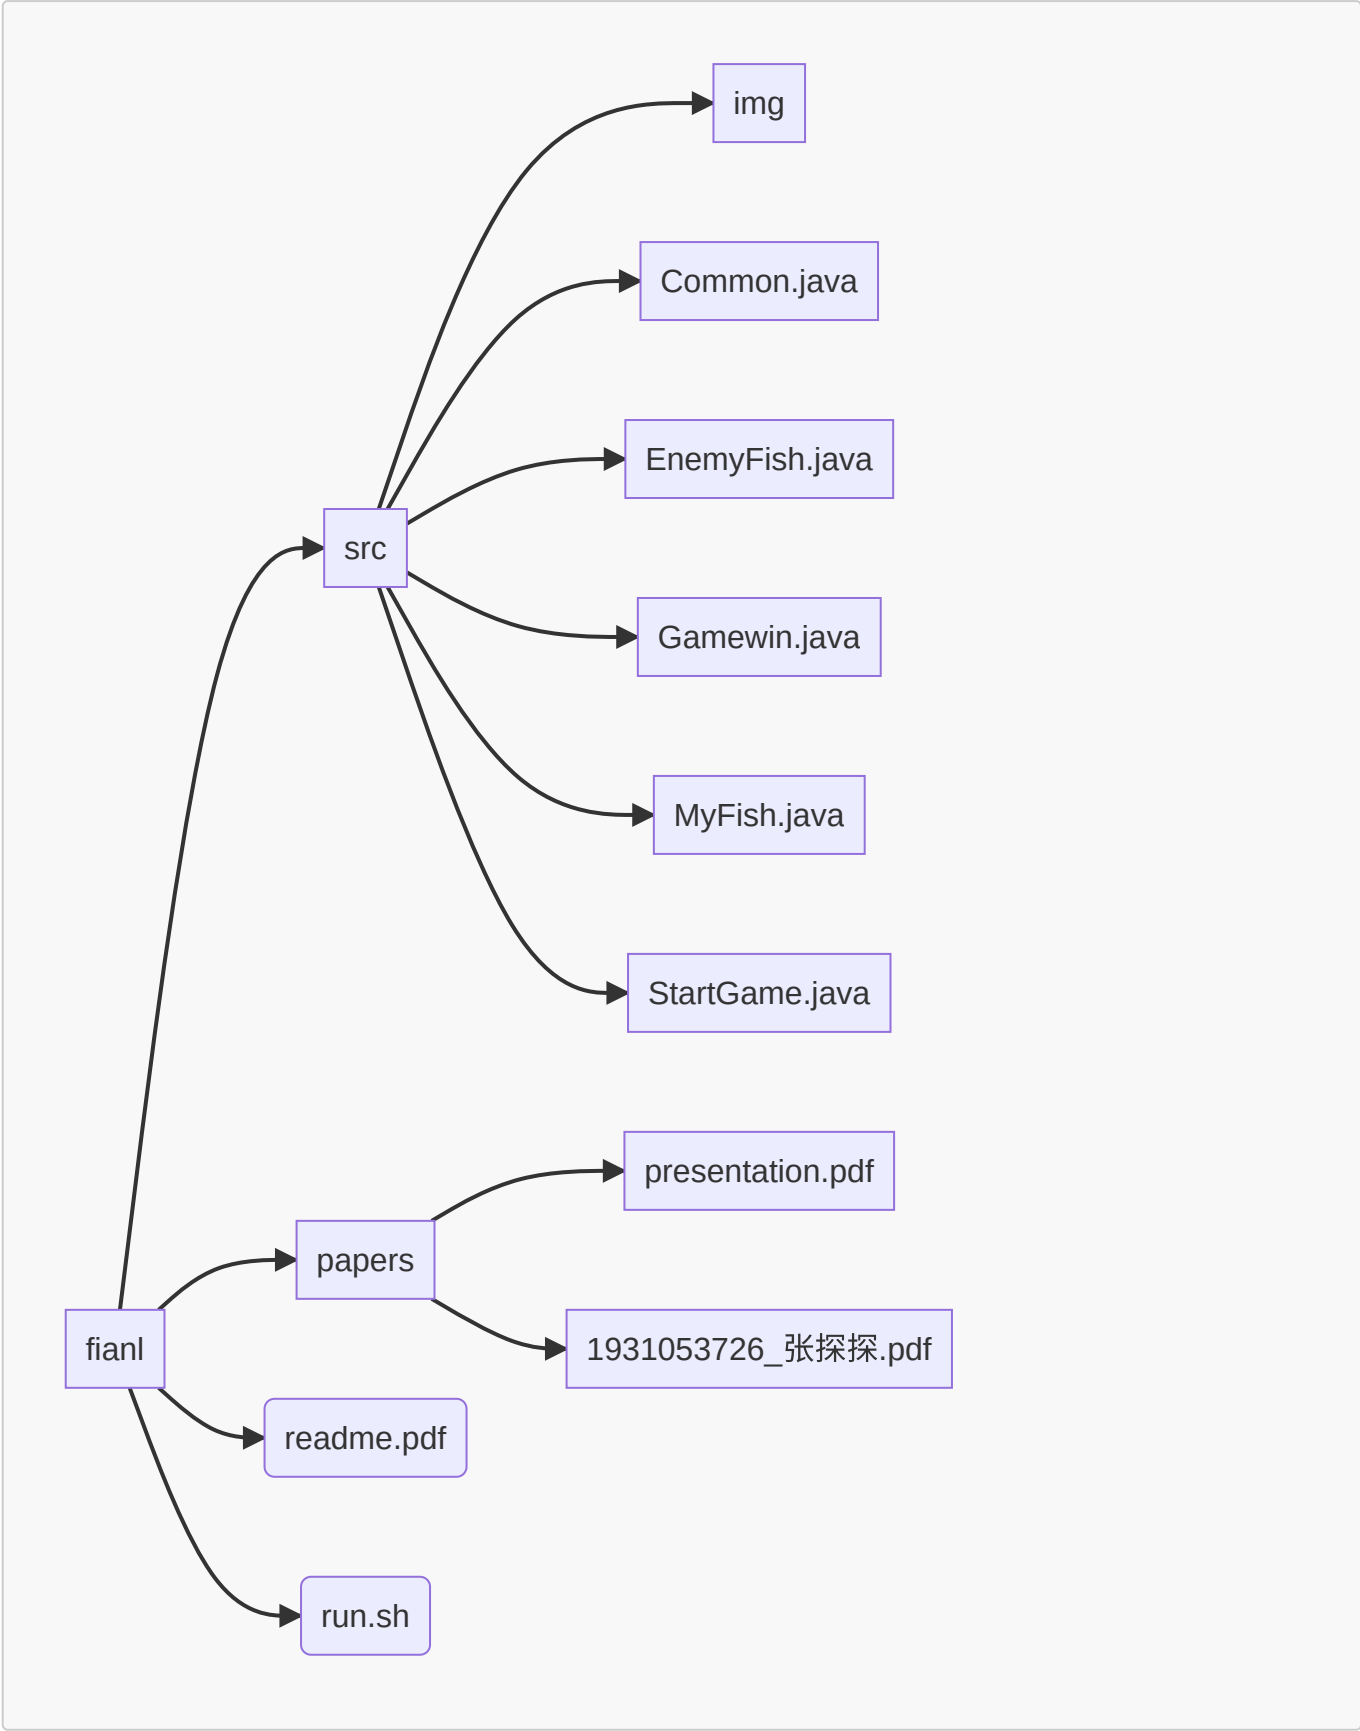 img
Common.java
EnemyFish.java
src
Gamewin.java
MyFish.java
StartGame.java
presentation.pdf
papers
1931053726_张探探.pdf
fianl
readme.pdf
run.sh